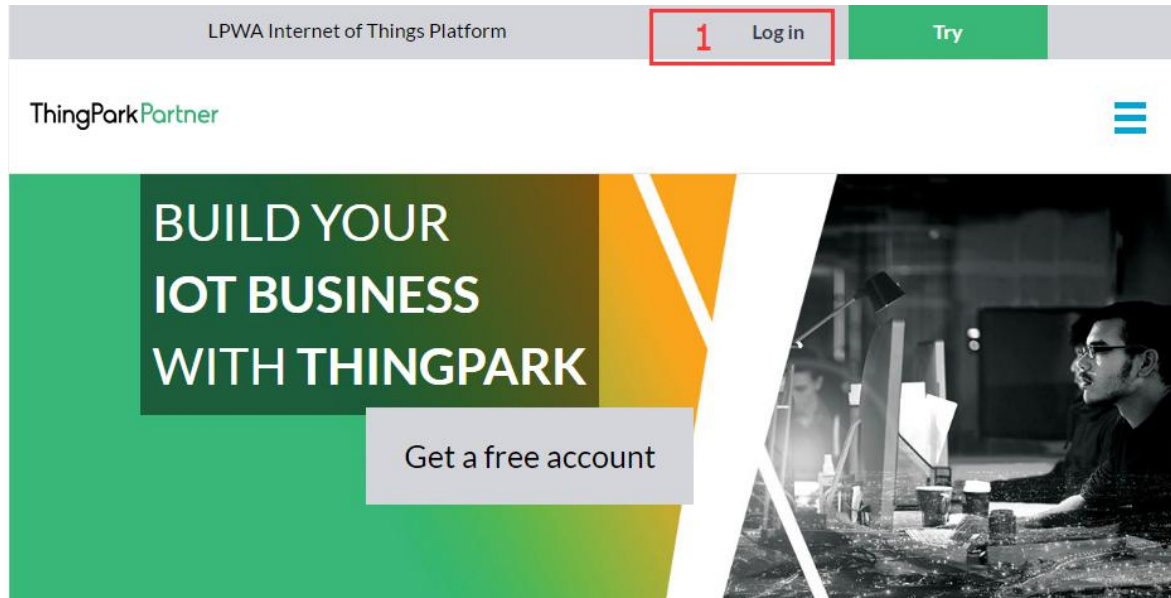 LPWA Internet of Things Platform
1 Log in
Try
ThingPark Partner
BUILD YOUR
IOT BUSINESS
WITH THINGPARK
Get a free account